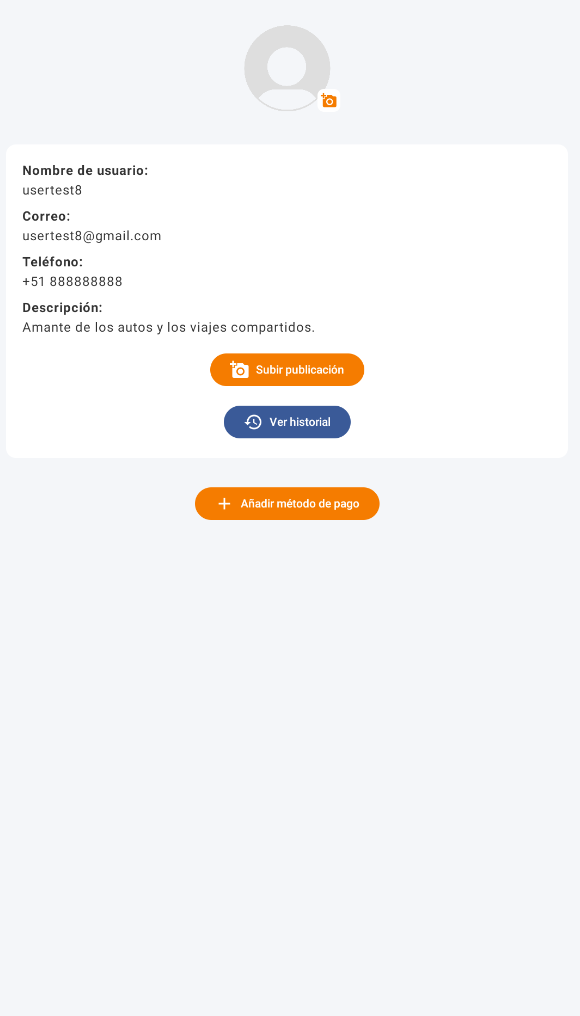 Nombre de usuario:
usertest8
Correo:
usertest8@gmail.com
Teléfono:
+51 888888888
Descripción:
Amante de los autos y los viajes compartidos.
Subir publicación
Ver historial
Añadir método de pago